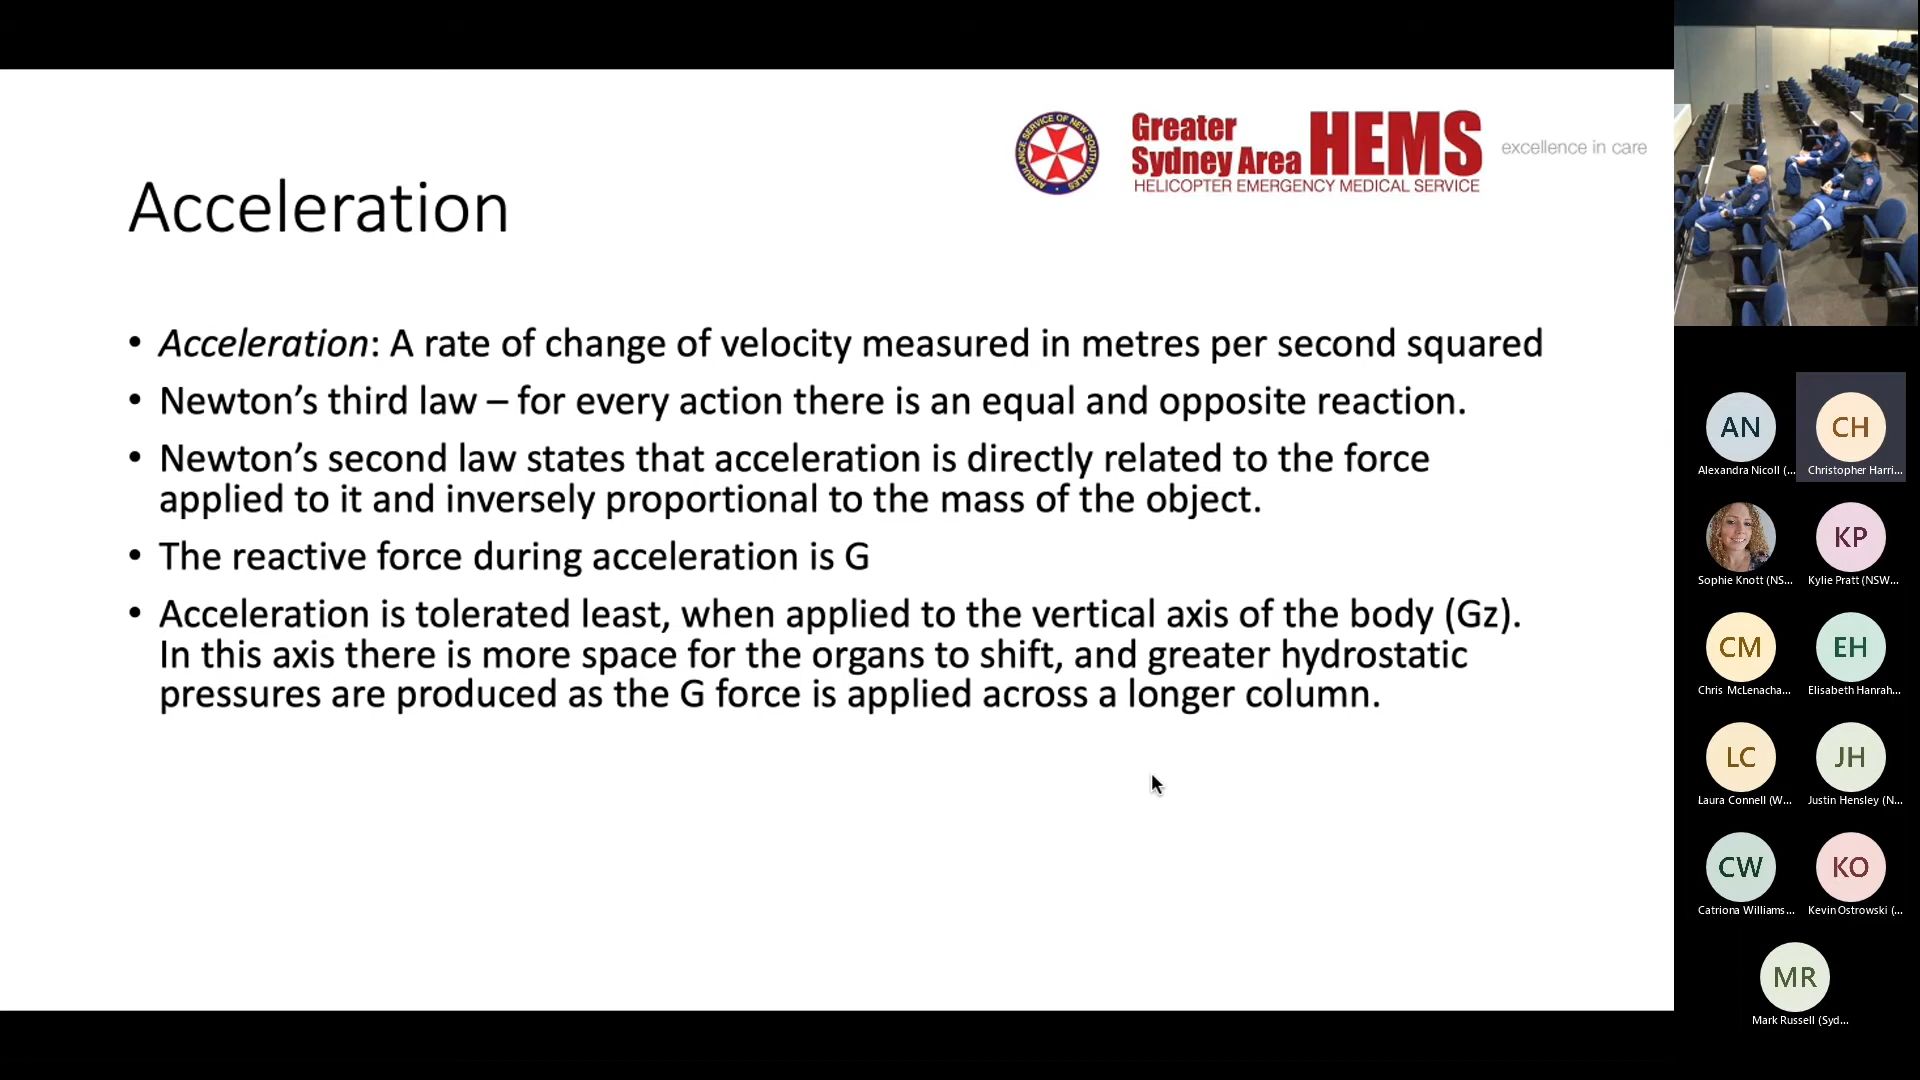 Greater
Sydney Area HEMS
HELICOPTER EMERGENCY MEDICAL SERVICE
excellence in care
AMBULANCE SERVICE OF NEW SOUTH WALES
Acceleration
• Acceleration: A rate of change of velocity measured in metres per second squared
• Newton’s third law – for every action there is an equal and opposite reaction.
• Newton’s second law states that acceleration is directly related to the force
applied to it and inversely proportional to the mass of the object.
• The reactive force during acceleration is G
• Acceleration is tolerated least, when applied to the vertical axis of the body (Gz).
In this axis there is more space for the organs to shift, and greater hydrostatic
pressures are produced as the G force is applied across a longer column.
AN
CH
Alexandra Nicoll (...
Christopher Harri...
KP
Sophie Knott (NS...
Kylie Pratt (NSW...
CM
EH
Chris McLenacha...
Elisabeth Hanrah...
LC
JH
Laura Connell (W...
Justin Hensley (N...
CW
KO
Catriona Williams...
Kevin Ostrowski (...
MR
Mark Russell (Syd...